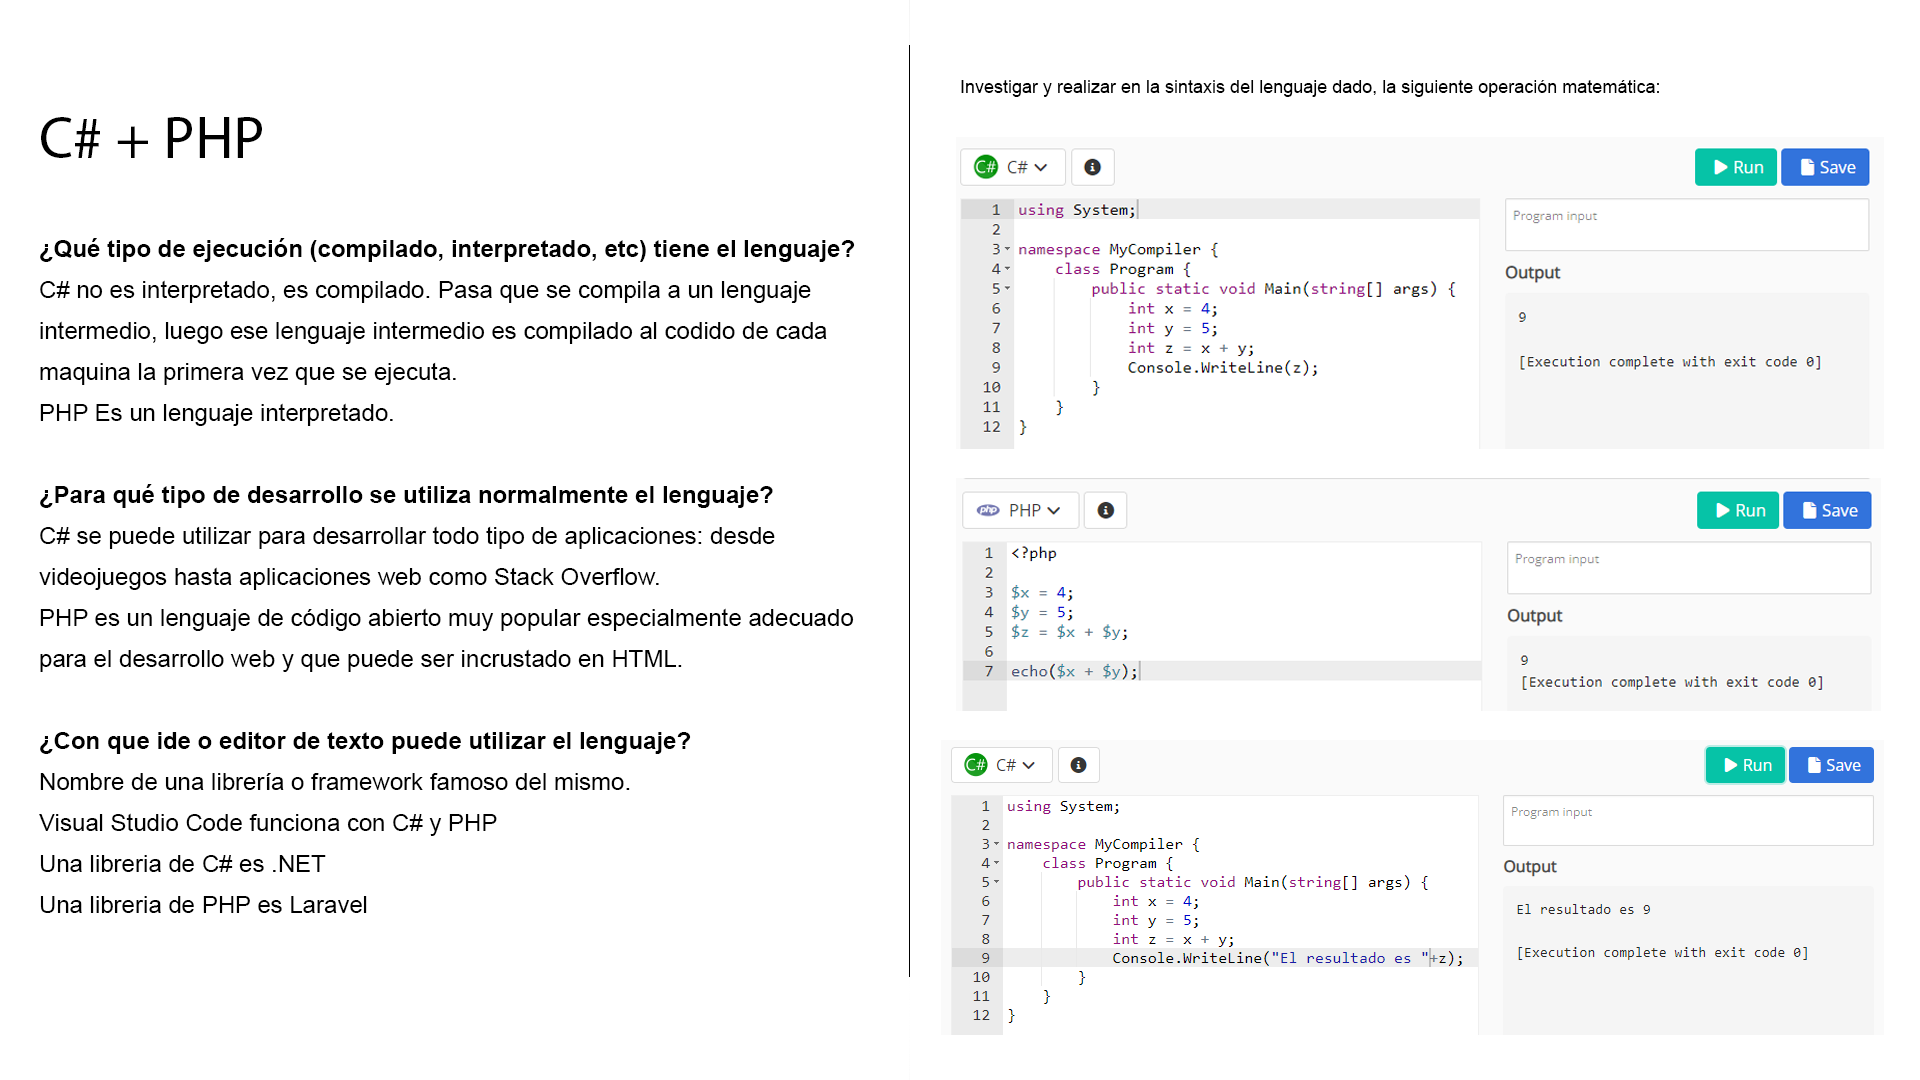 C# + PHP
¿Qué tipo de ejecución (compilado, interpretado, etc) tiene el lenguaje?
C# no es interpretado, es compilado. Pasa que se compila a un lenguaje
intermedio, luego ese lenguaje intermedio es compilado al codido de cada
maquina la primera vez que se ejecuta.
PHP Es un lenguaje interpretado.
¿Para qué tipo de desarrollo se utiliza normalmente el lenguaje?
C# se puede utilizar para desarrollar todo tipo de aplicaciones: desde
videojuegos hasta aplicaciones web como Stack Overflow.
PHP es un lenguaje de código abierto muy popular especialmente adecuado
para el desarrollo web y que puede ser incrustado en HTML.
¿Con que ide o editor de texto puede utilizar el lenguaje?
Nombre de una librería o framework famoso del mismo.
Visual Studio Code funciona con C# y PHP
Una libreria de C# es .NET
Una libreria de PHP es Laravel
Investigar y realizar en la sintaxis del lenguaje dado, la siguiente operación matemática:
C# C# Run Save
1 using System;
2
3 namespace MyCompiler {
4 class Program {
5 public static void Main(string[] args) {
6 int x = 4;
7 int y = 5;
8 int z = x + y;
9 Console.WriteLine(z);
10 }
11 }
12 }
Program input
Output
9
[Execution complete with exit code 0]
php PHP Run Save
1 <?php
2
3 $x = 4;
4 $y = 5;
5 $z = $x + $y;
6
7 echo($x + $y);
Program input
Output
9
[Execution complete with exit code 0]
C# C# Run Save
1 using System;
2
3 namespace MyCompiler {
4 class Program {
5 public static void Main(string[] args) {
6 int x = 4;
7 int y = 5;
8 int z = x + y;
9 Console.WriteLine("El resultado es "+z);
10 }
11 }
12 }
Program input
Output
El resultado es 9
[Execution complete with exit code 0]